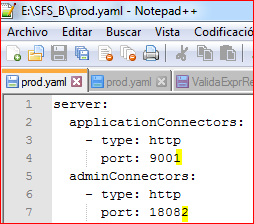 E:\SFS_B\prod.yaml - Notepad++
Archivo Editar Buscar Vista Codificació
prod.yaml prod.yaml ValidaExprRe
1 server:
2 applicationConnectors:
3 - type: http
4 port: 9001
5 adminConnectors:
6 - type: http
7 port: 18082